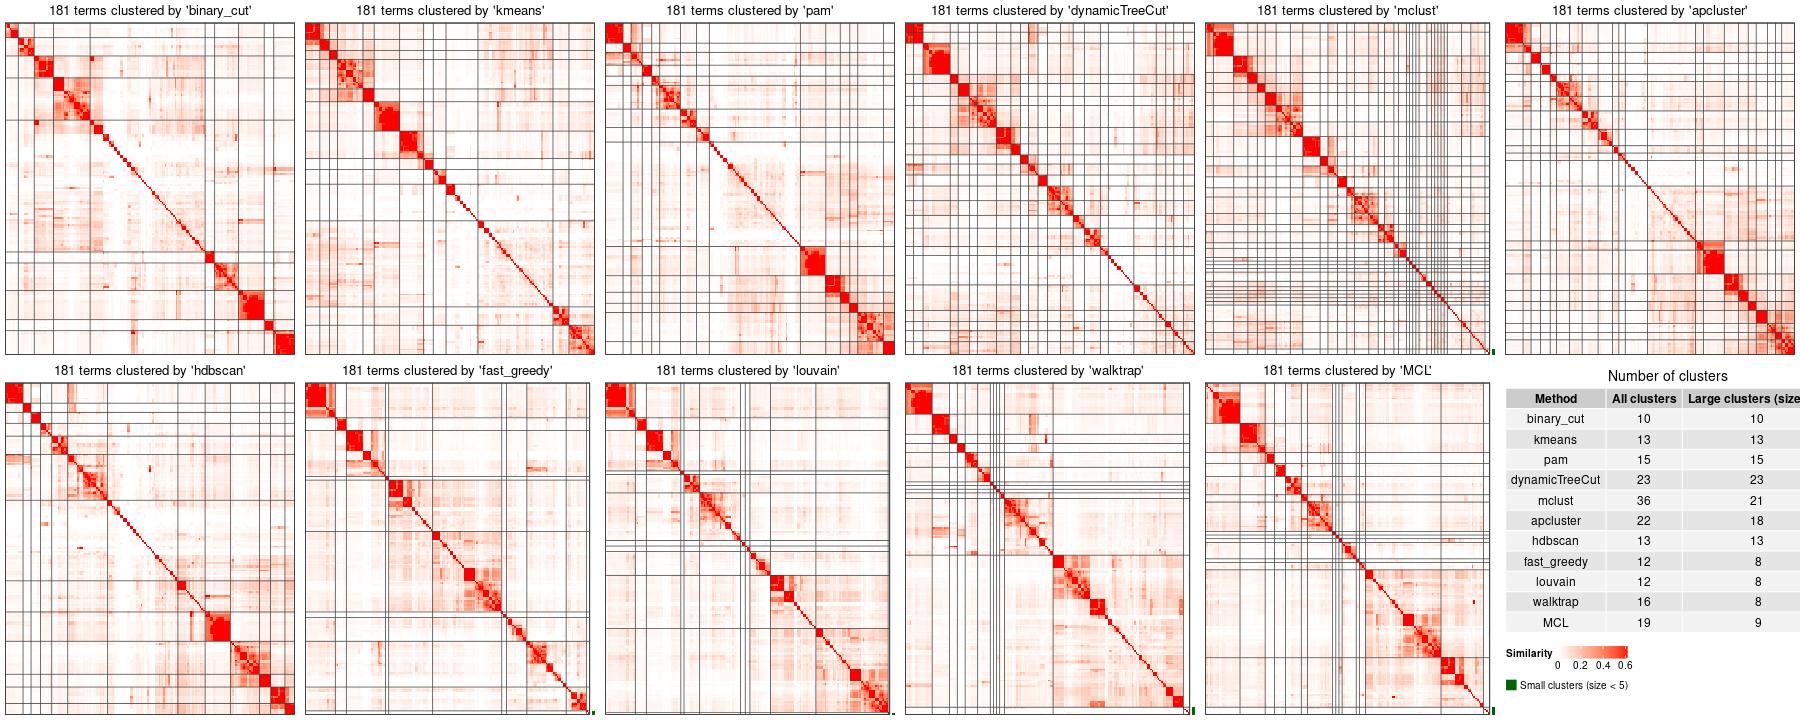 181 terms clustered by 'binary_cut'
181 terms clustered by 'kmeans'
181 terms clustered by 'pam'
181 terms clustered by 'dynamicTreeCut'
181 terms clustered by 'mclust'
181 terms clustered by 'apcluster'
181 terms clustered by 'hdbscan'
181 terms clustered by 'fast_greedy'
181 terms clustered by 'louvain'
181 terms clustered by 'walktrap'
181 terms clustered by 'MCL'
Number of clusters
Method All clusters Large clusters (size
binary_cut 10 10
kmeans 13 13
pam 15 15
dynamicTreeCut 23 23
mclust 36 21
apcluster 22 18
hdbscan 13 13
fast_greedy 12 8
louvain 12 8
walktrap 16 8
MCL 19 9
Similarity
0 0.2 0.4 0.6
Small clusters (size < 5)